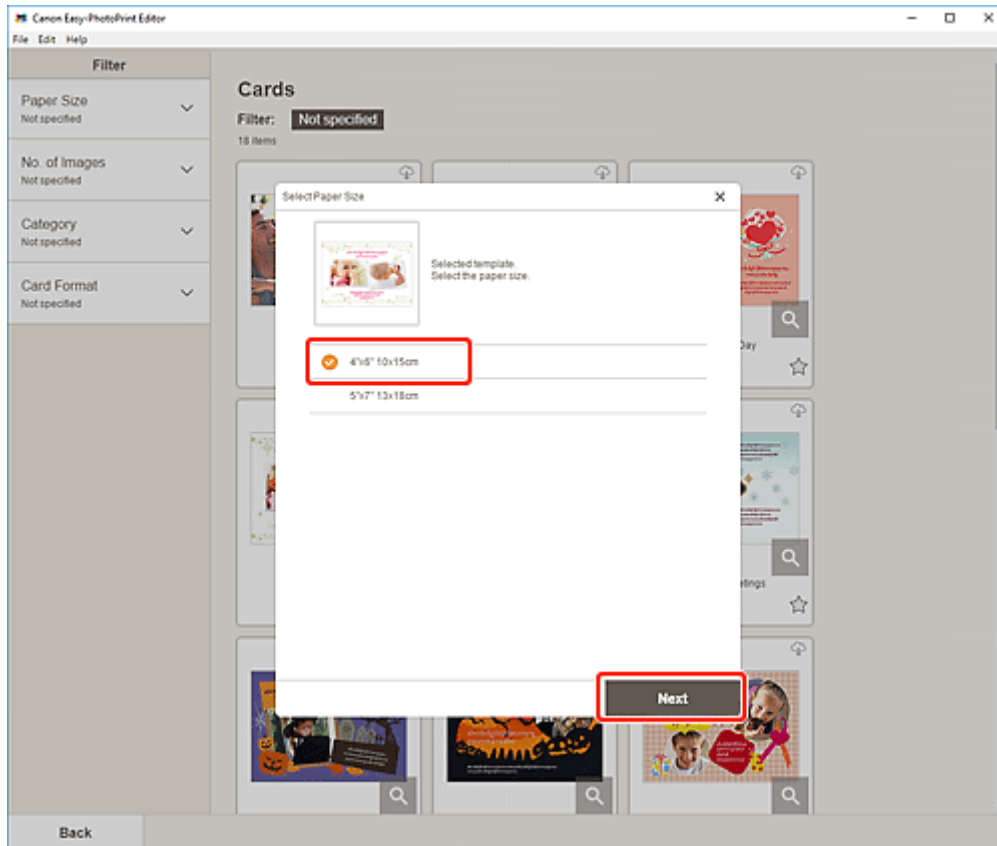 Canon Easy-PhotoPrint Editor
File Edit Help
Filter
Paper Size
Not specified
No. of Images
Not specified
Category
Not specified
Card Format
Not specified
Cards
Filter: Not specified
18 items
Select Paper Size
Selected template.
Select the paper size.
4"x6" 10x15cm
5"x7" 13x18cm
Day
Next
Back